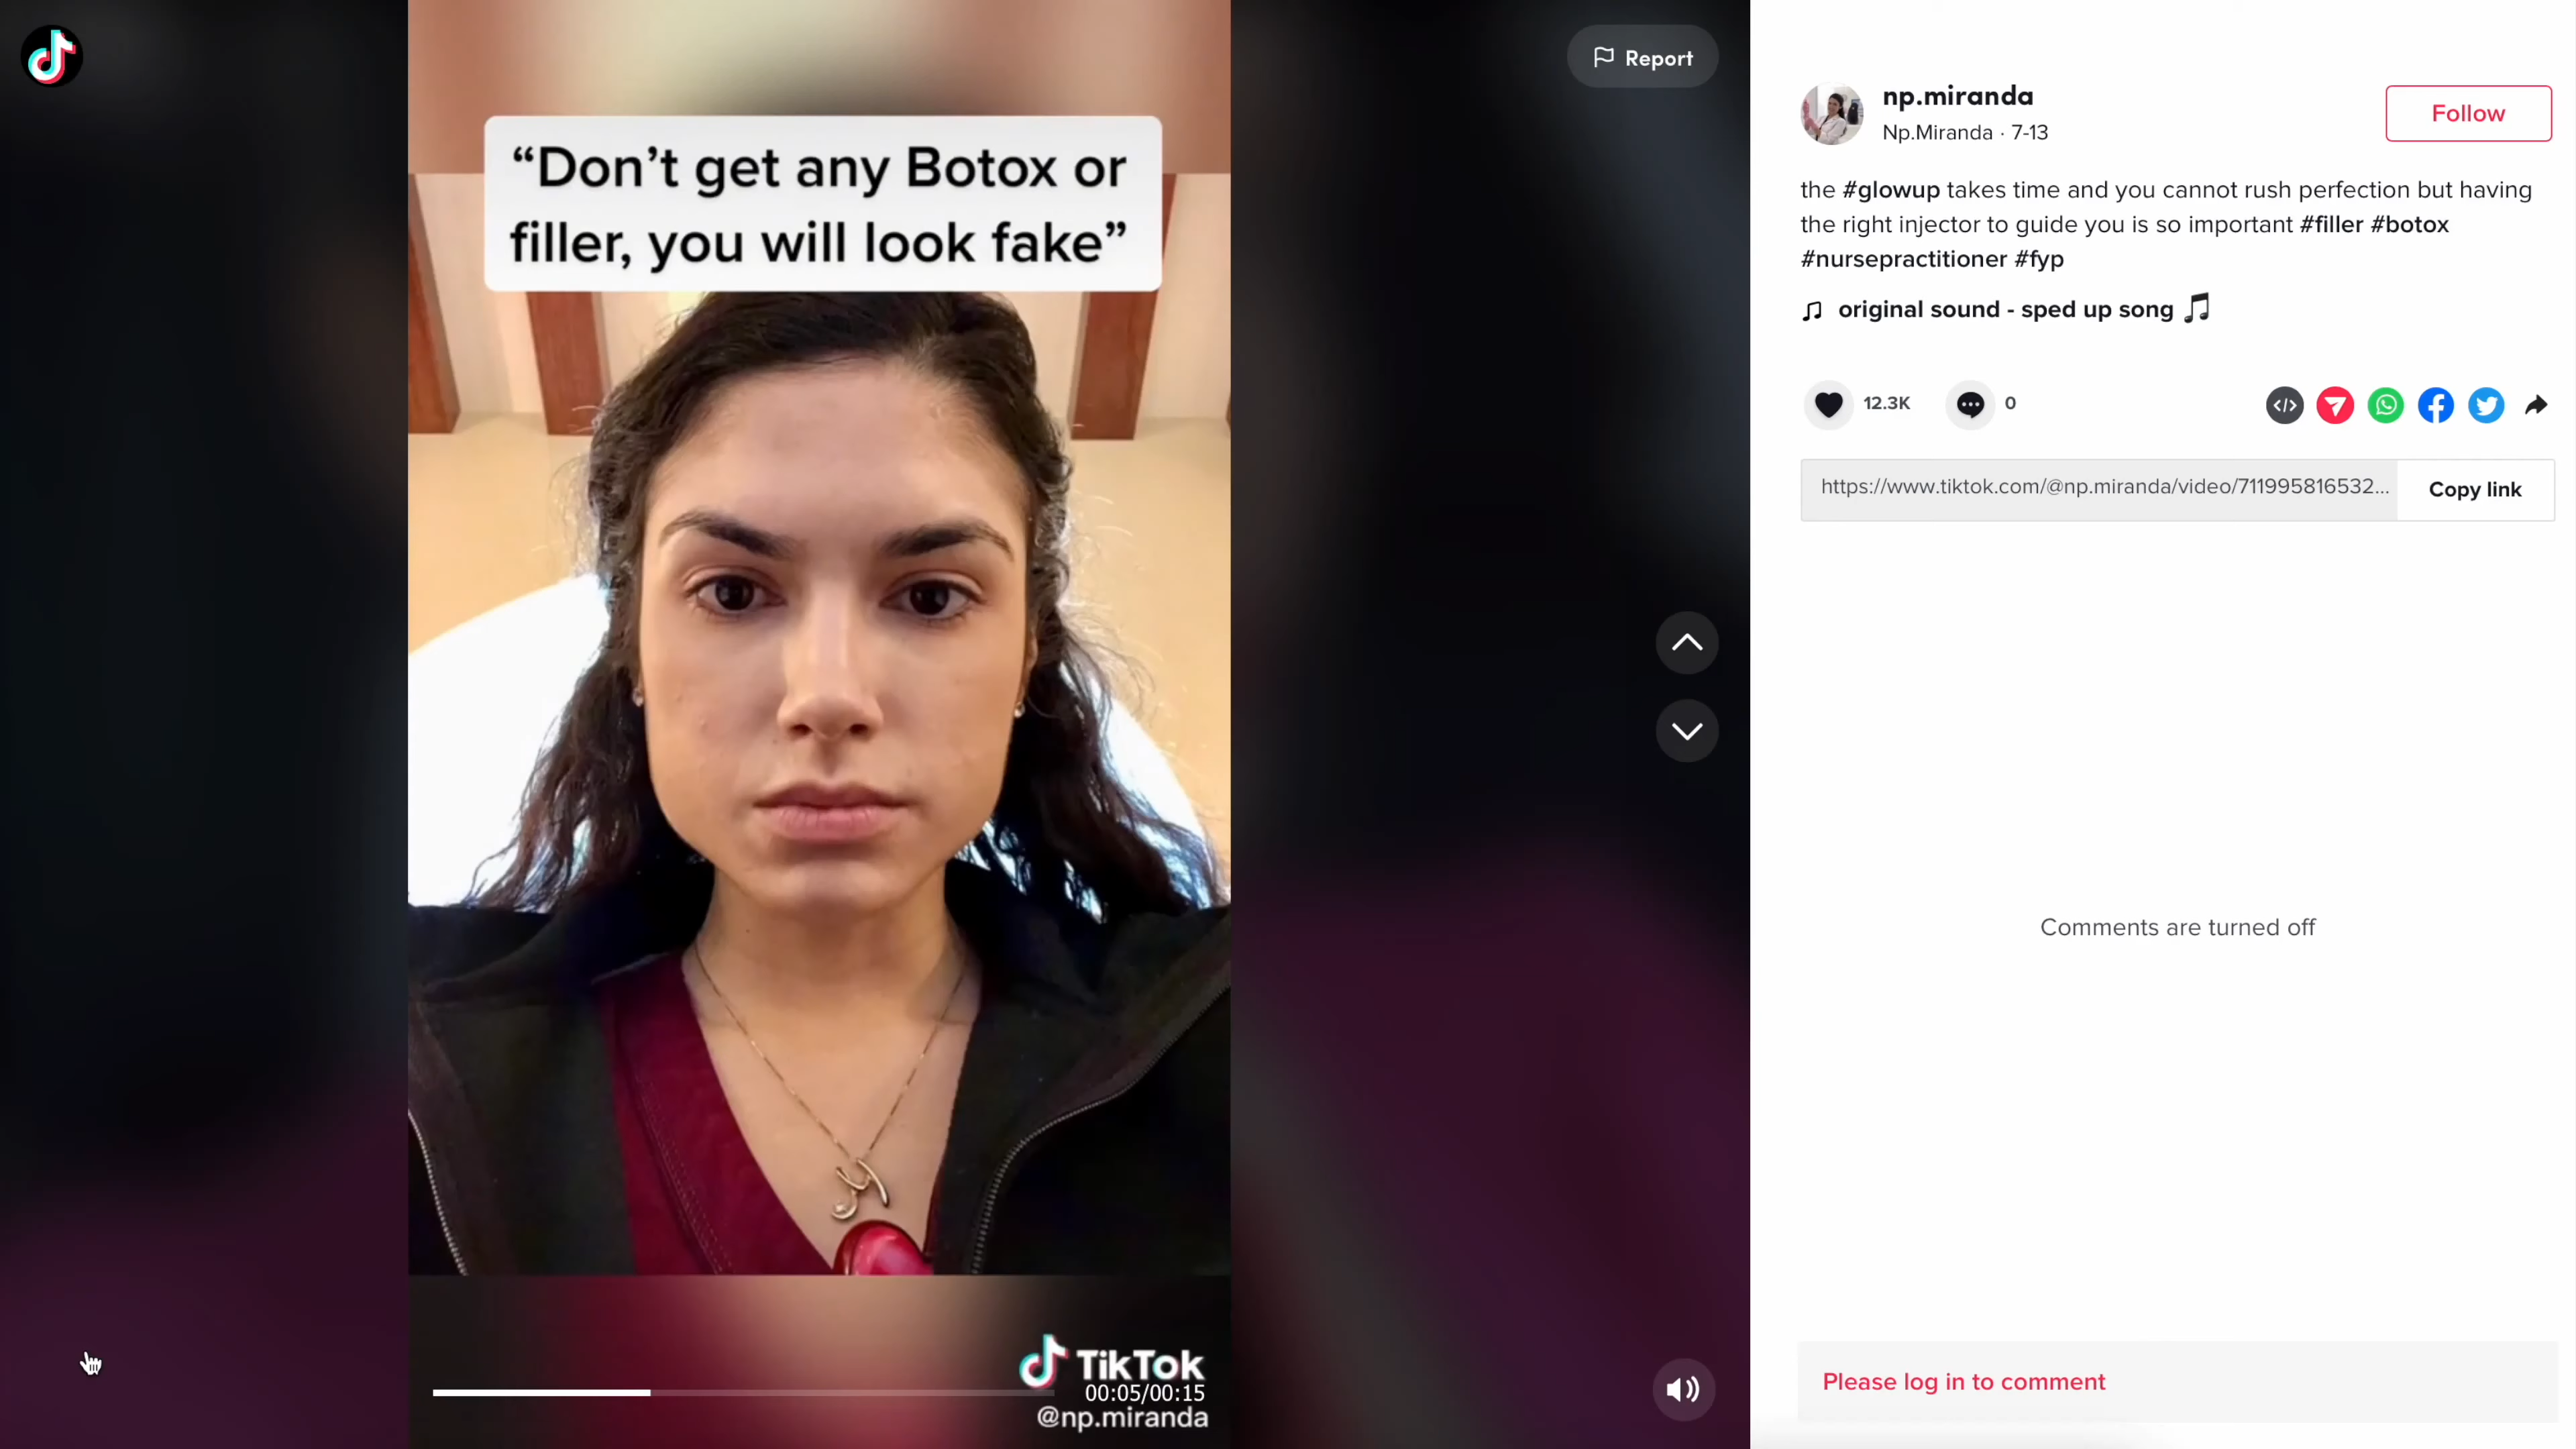 Report
“Don’t get any Botox or
filler, you will look fake”
TikTok
00:05/00:15
@np.miranda
np.miranda
Np.Miranda · 7-13
Follow
the #glowup takes time and you cannot rush perfection but having
the right injector to guide you is so important #filler #botox
#nursepractitioner #fyp
original sound - sped up song
12.3K
0
https://www.tiktok.com/@np.miranda/video/711995816532...
Copy link
Comments are turned off
Please log in to comment